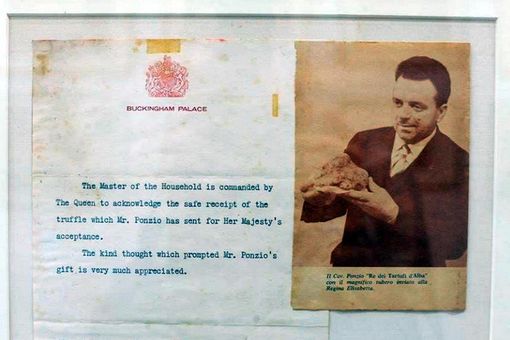 BUCKINGHAM PALACE
The Master of the Household is commanded by
The Queen to acknowledge the safe receipt of the
truffle which Mr. Ponzio has sent for Her Majesty's
acceptance.
The kind thought which prompted Mr. Ponzio's
gift is very much appreciated.
Il Cav. Ponzio "Re dei Tartufi d'Alba"
con il magnifico tubero inviato alla
Regina Elisabetta.